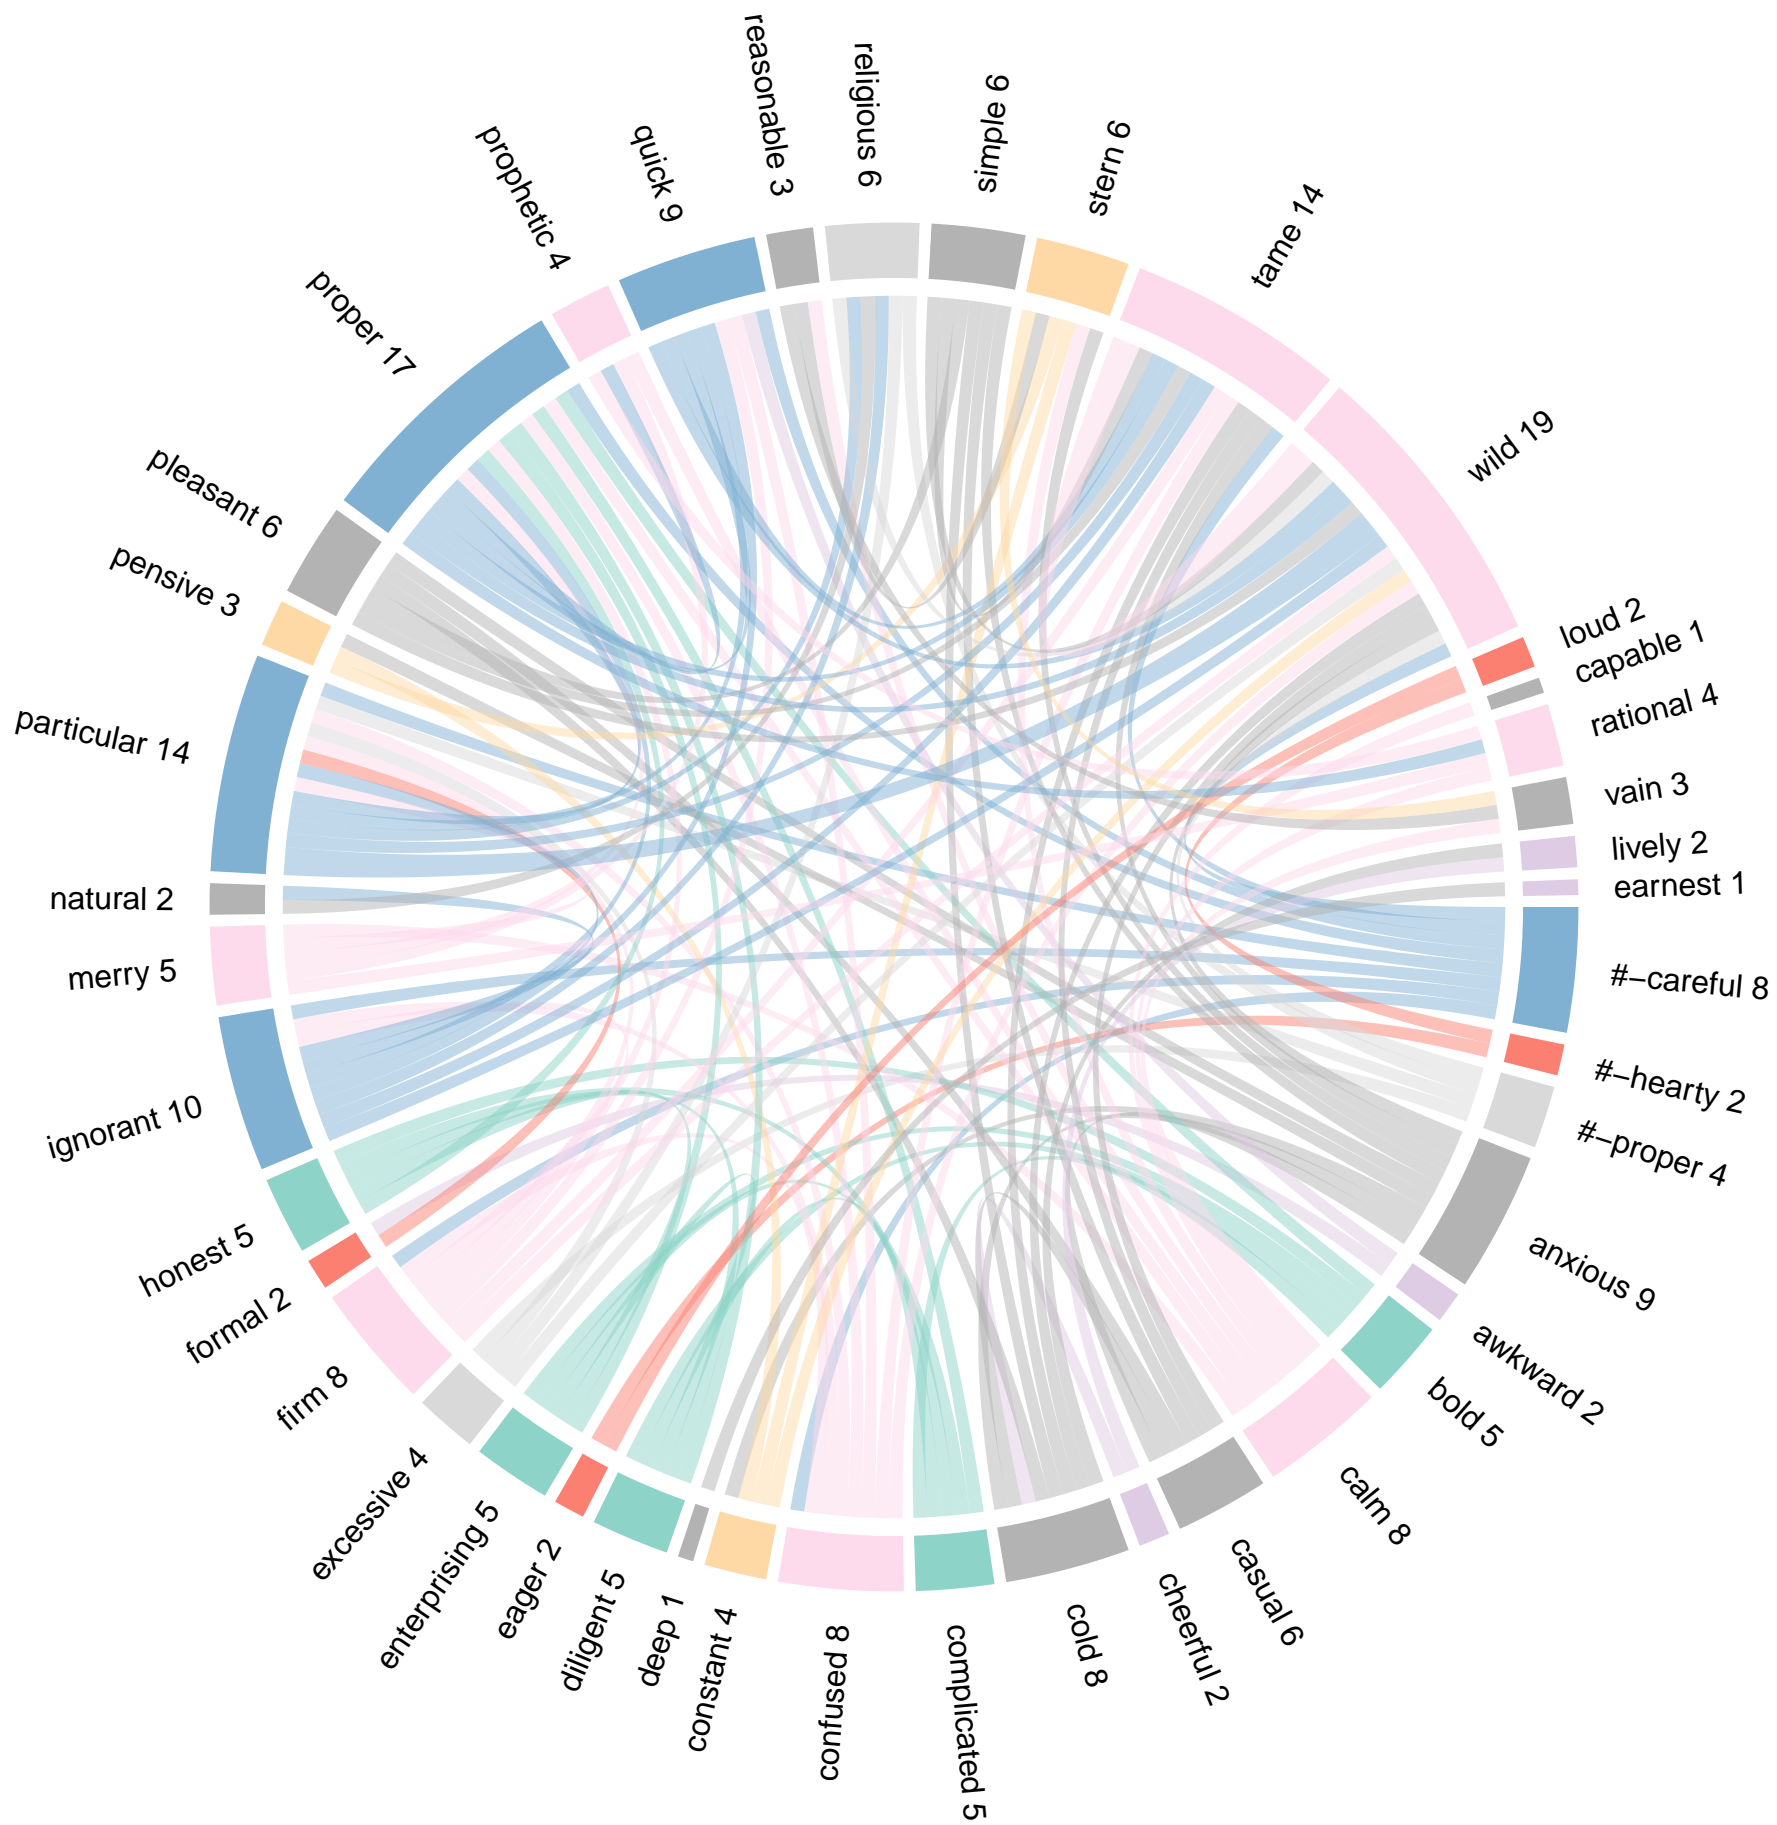 reasonable 3
religious 6
simple 6
stern 6
tame 14
wild 19
loud 2
capable 1
rational 4
vain 3
lively 2
earnest 1
#–careful 8
#–hearty 2
#–proper 4
anxious 9
awkward 2
bold 5
calm 8
casual 6
cheerful 2
cold 8
complicated 5
confused 8
constant 4
deep 1
diligent 5
eager 2
enterprising 5
excessive 4
firm 8
formal 2
honest 5
ignorant 10
merry 5
natural 2
particular 14
pensive 3
pleasant 6
proper 17
prophetic 4
quick 9